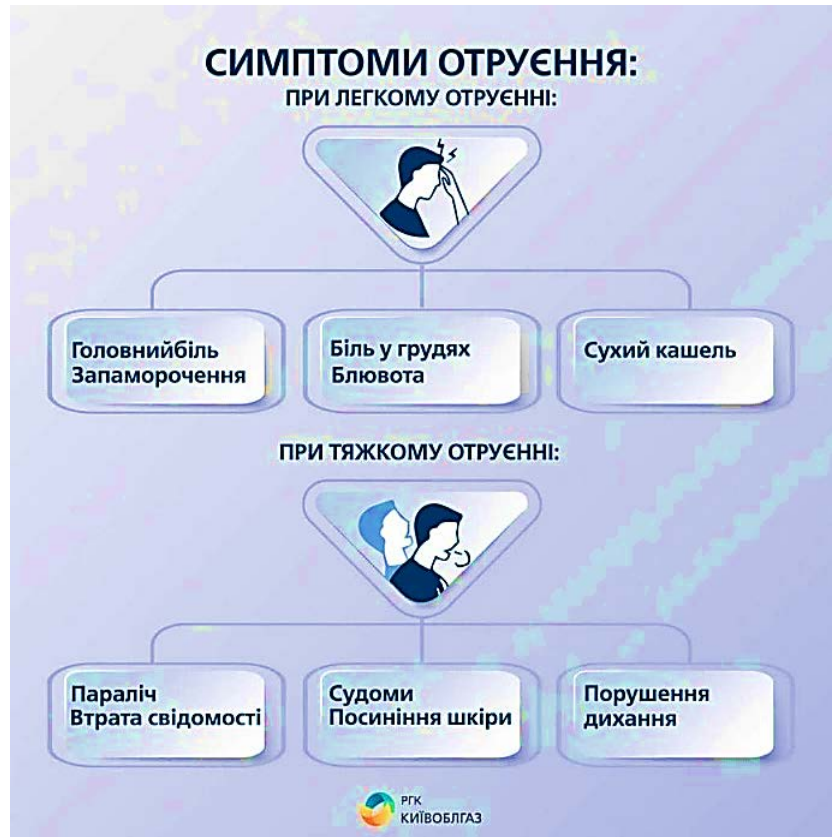 СИМПТОМИ ОТРУЄННЯ:
ПРИ ЛЕГКОМУ ОТРУЄННІ:
Головнийбіль
Запаморочення
Біль у грудях
Блювота
Сухий кашель
ПРИ ТЯЖКОМУ ОТРУЄННІ:
Параліч
Втрата свідомості
Судоми
Посиніння шкіри
Порушення
дихання
РГК
КИЇВОБЛГАЗ